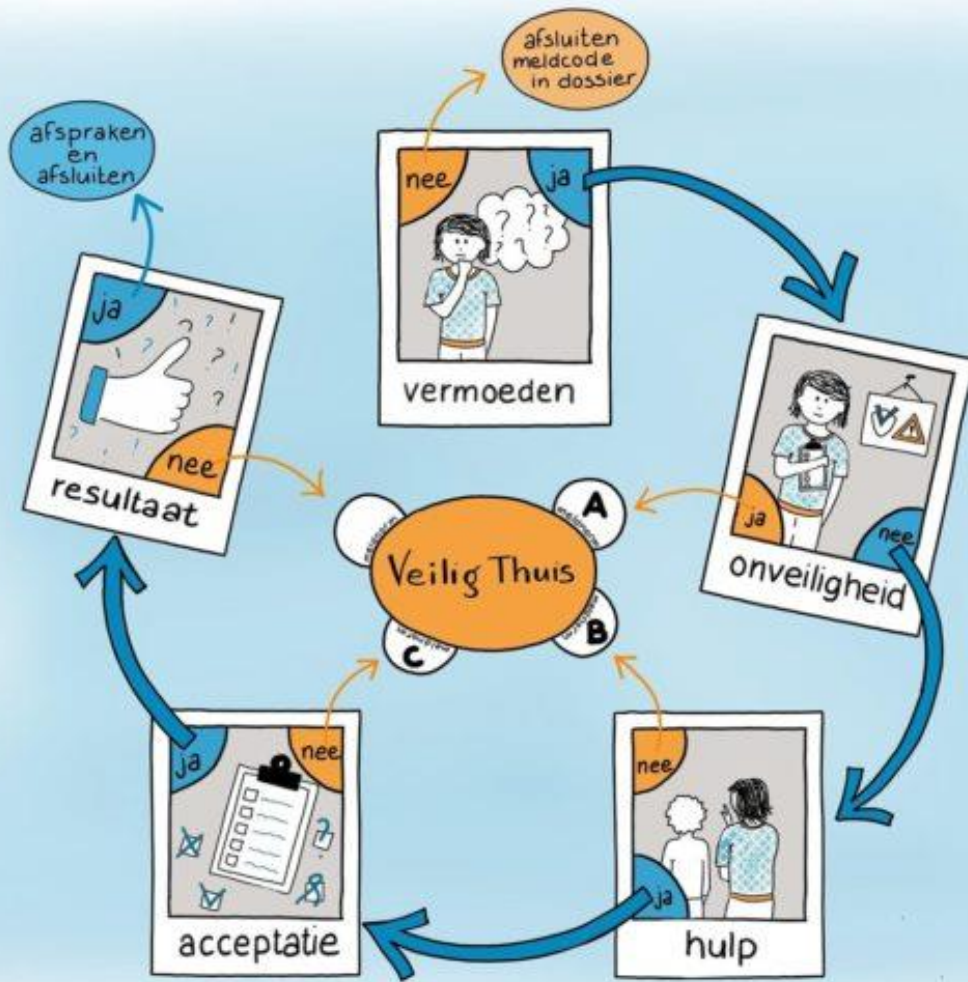 afsluiten
meldcode
in dossier
afspraken
en
afsluiten
nee
ja
vermoeden
ja
nee
resultaat
ja
nee
onveiligheid
A
Veilig Thuis
B
C
ja
nee
acceptatie
nee
ja
hulp